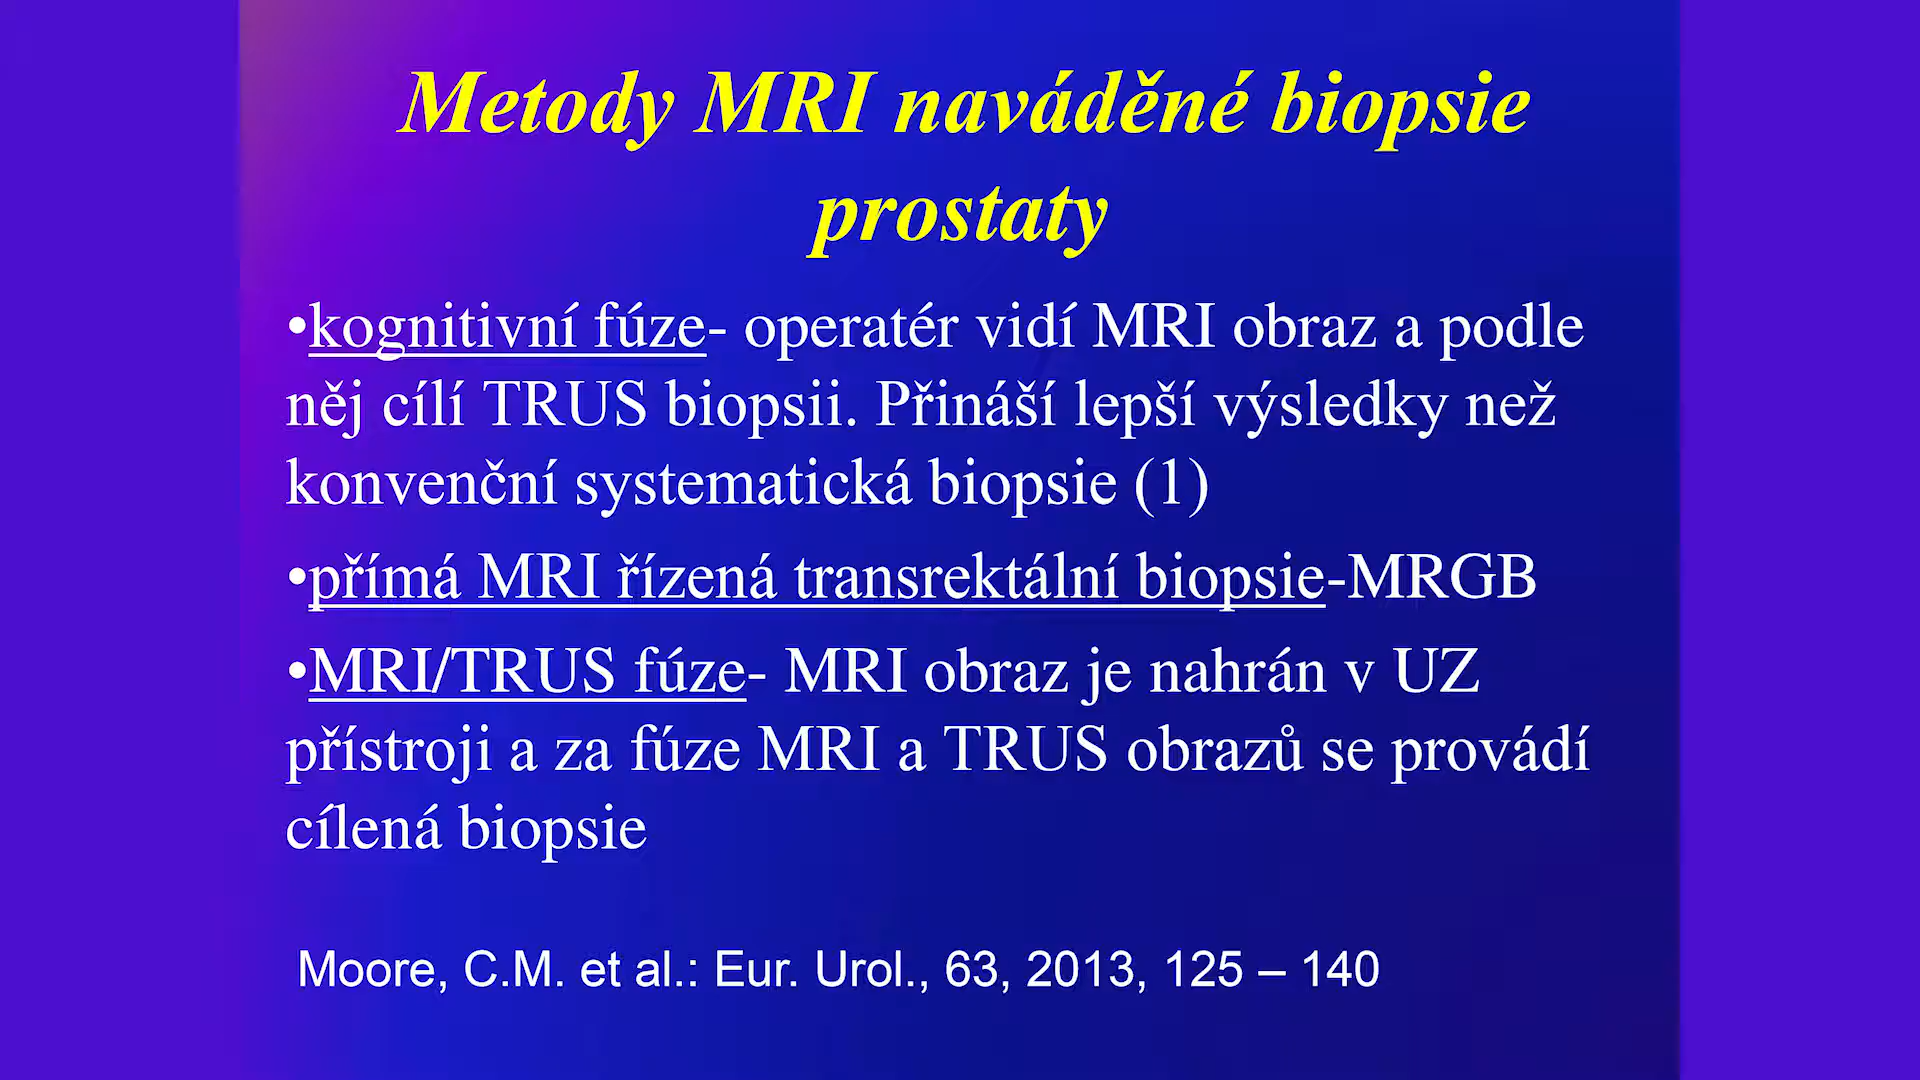 Metody MRI naváděné biopsie
prostaty
•kognitivní fúze- operatér vidí MRI obraz a podle
něj cílí TRUS biopsii. Přináší lepší výsledky než
konvenční systematická biopsie (1)
•přímá MRI řízená transrektální biopsie-MRGB
•MRI/TRUS fúze- MRI obraz je nahrán v UZ
přístroji a za fúze MRI a TRUS obrazů se provádí
cílená biopsie
Moore, C.M. et al.: Eur. Urol., 63, 2013, 125 – 140